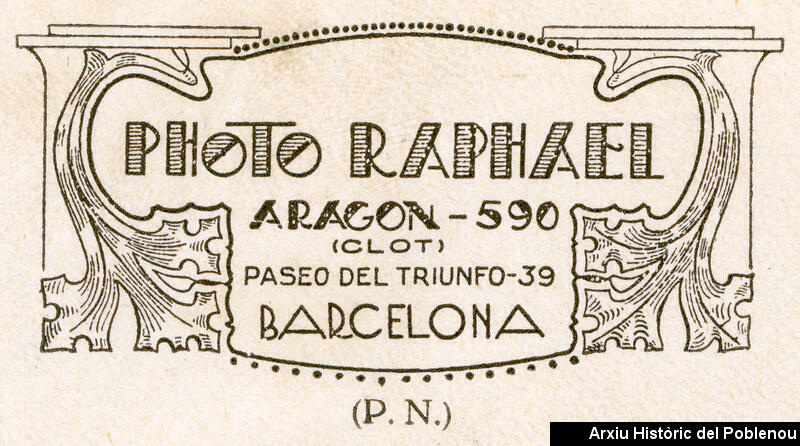 PHOTO RAPHAEL
ARAGON - 590
(CLOT)
PASEO DEL TRIUNFO-39
BARCELONA
(P. N.)
Arxiu Històric del Poblenou